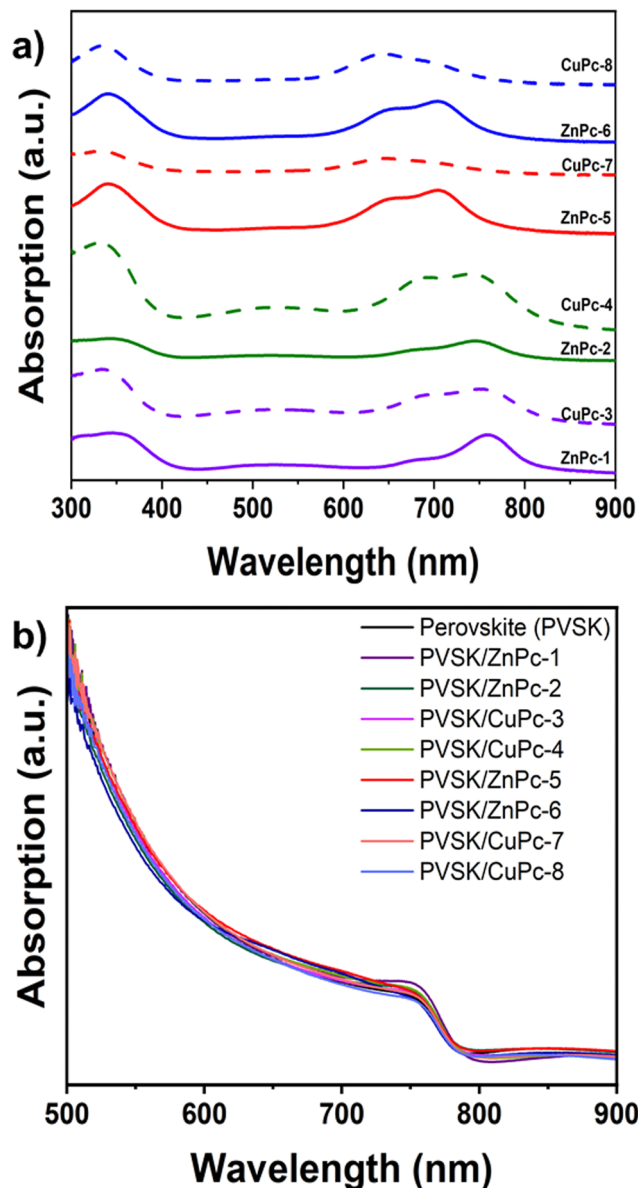 a)
CuPc-8
ZnPc-6
CuPc-7
ZnPc-5
CuPc-4
ZnPc-2
CuPc-3
ZnPc-1
Absorption (a.u.)
300 400 500 600 700 800 900
Wavelength (nm)
b)
Perovskite (PVSK)
PVSK/ZnPc-1
PVSK/ZnPc-2
PVSK/CuPc-3
PVSK/CuPc-4
PVSK/ZnPc-5
PVSK/ZnPc-6
PVSK/CuPc-7
PVSK/CuPc-8
Absorption (a.u.)
500 600 700 800 900
Wavelength (nm)